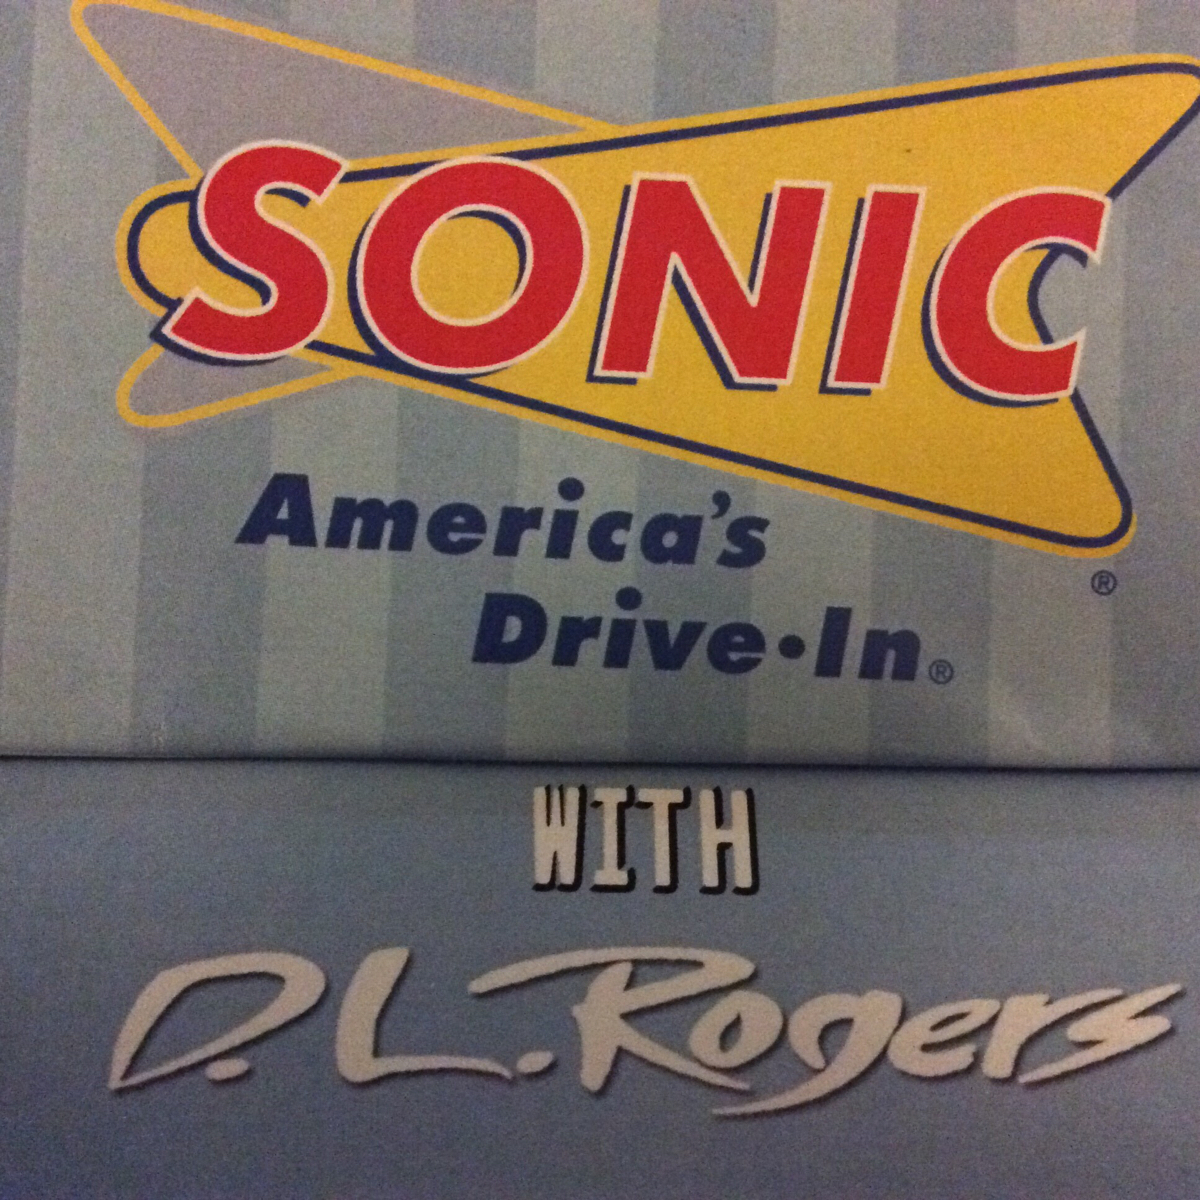 SONIC
®
America's
Drive•In®
WITH
D.L. Rogers